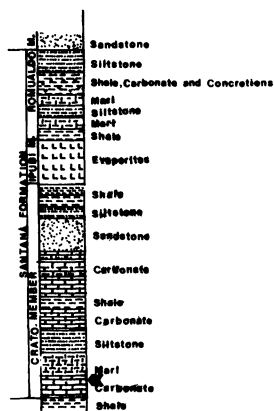 Sandstone
Siltstone
Shale, Carbonate and Concretions
Marl
Siltstone
Marl
Shale
Evaporites
Shale
Siltstone
Sandstone
Carbonate
Shale
Carbonate
Siltstone
Marl
Carbonate
Shale
SANTANA FORMATION
ROMUALDO M.
IPUBI M.
CRATO MEMBER